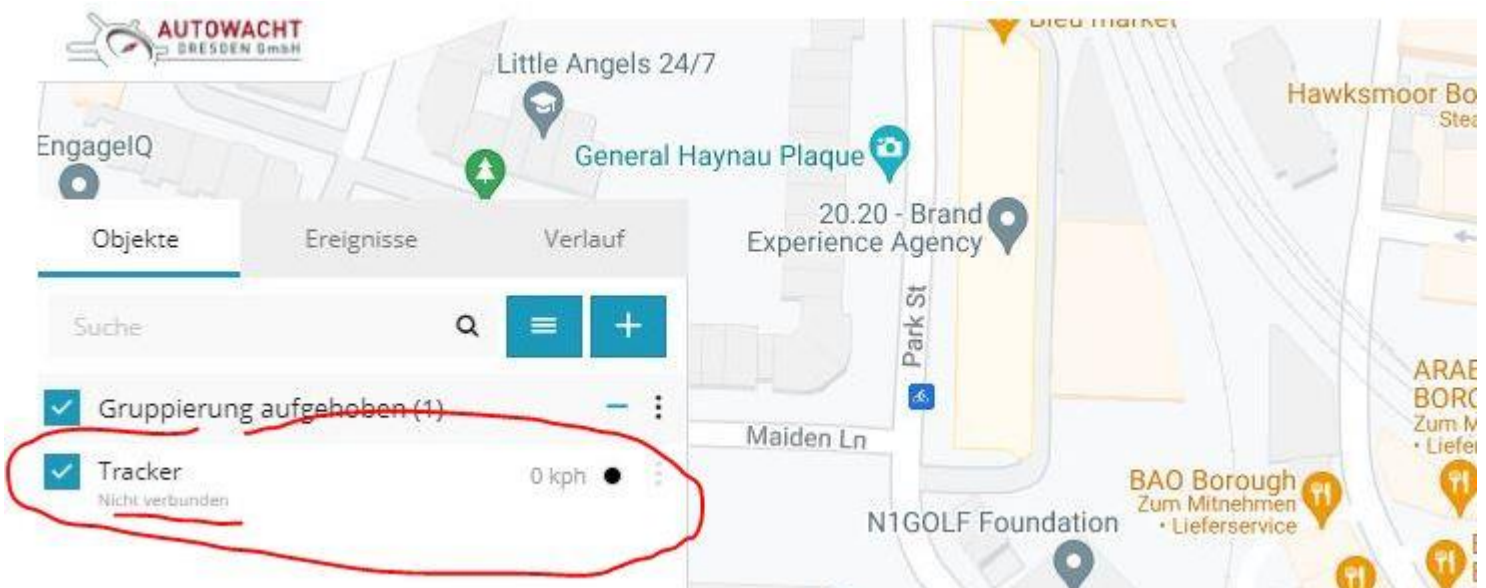 AUTOWACHT
DRESDEN GmbH
Little Angels 24/7
EngageIQ
General Haynau Plaque
20.20 - Brand
Experience Agency
Hawksmoor
Park St
Maiden Ln
BAO Borough
Zum Mitnehmen
• Lieferservice
N1GOLF Foundation
Objekte
Ereignisse
Verlauf
Suche
Gruppierung aufgehoben (1)
Tracker
0 kph
Nicht verbunden